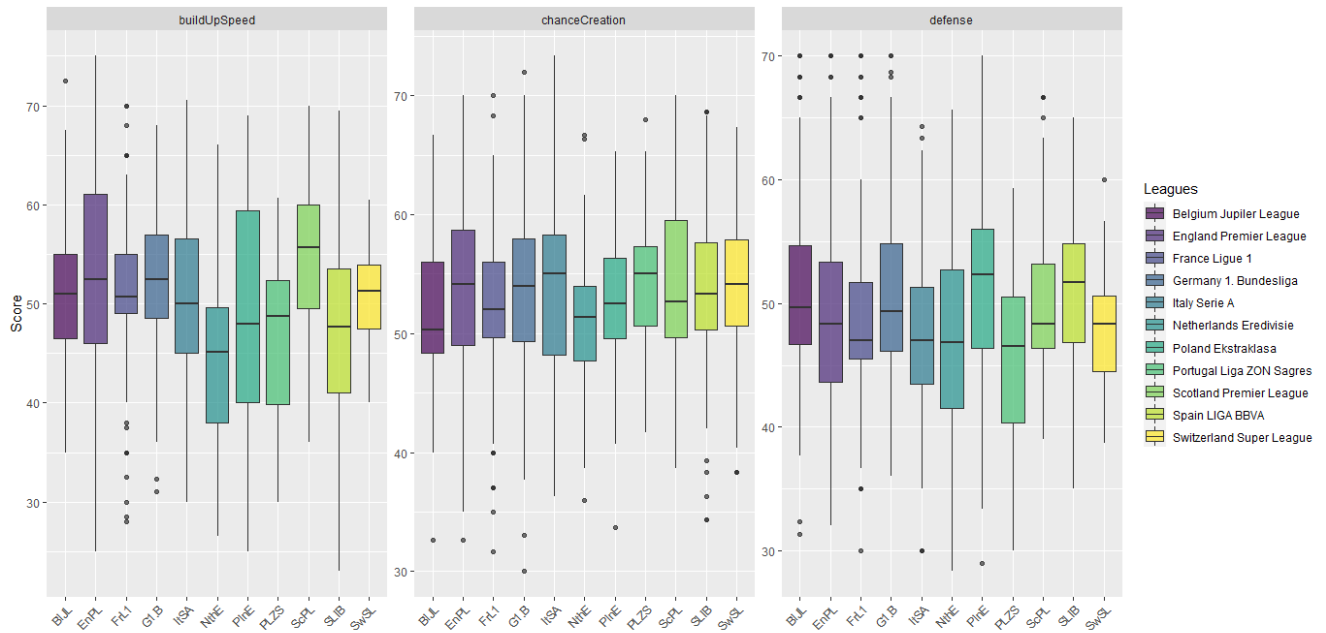 buildUpSpeed
chanceCreation
defense
Score
70
60
50
40
30
70
60
50
40
30
70
60
50
40
30
BlJL
EnPL
FrL1
G1.B
ItSA
NthE
PlnE
PLZS
ScPL
SLIB
SwSL
BlJL
EnPL
FrL1
G1.B
ItSA
NthE
PlnE
PLZS
ScPL
SLIB
SwSL
BlJL
EnPL
FrL1
G1.B
ItSA
NthE
PlnE
PLZS
ScPL
SLIB
SwSL
Leagues
Belgium Jupiler League
England Premier League
France Ligue 1
Germany 1. Bundesliga
Italy Serie A
Netherlands Eredivisie
Poland Ekstraklasa
Portugal Liga ZON Sagres
Scotland Premier League
Spain LIGA BBVA
Switzerland Super League